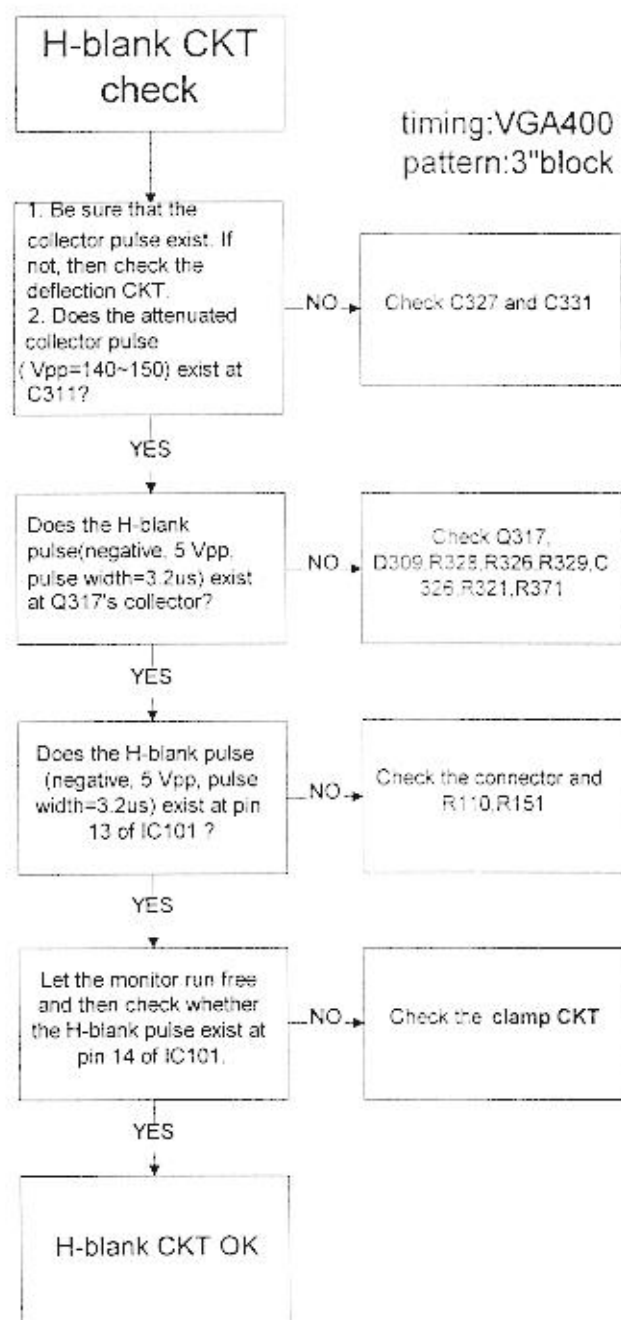 H-blank CKT
check
timing:VGA400
pattern:3"block
1. Be sure that the
collector pulse exist. If
not, then check the
deflection CKT.
2. Does the attenuated
collector pulse
( Vpp=140~150) exist at
C311?
NO
Check C327 and C331
YES
Does the H-blank
pulse(negative, 5 Vpp,
pulse width=3.2us) exist
at Q317's collector?
NO
Check Q317,
D309,R328,R326,R329,C
326,R321,R371
YES
Does the H-blank pulse
(negative, 5 Vpp, pulse
width=3.2us) exist at pin
13 of IC101 ?
NO
Check the connector and
R110,R151
YES
Let the monitor run free
and then check whether
the H-blank pulse exist at
pin 14 of IC101.
NO
Check the clamp CKT
YES
H-blank CKT OK